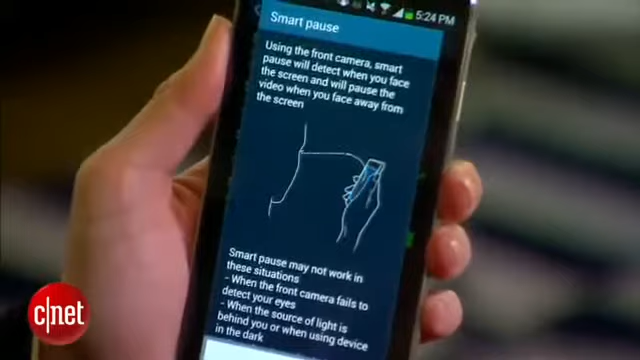 5:24 PM
Smart pause
Using the front camera, smart
pause will detect when you face
the screen and will pause the
video when you face away from
the screen
Smart pause may not work in
these situations
- When the front camera fails to
detect your eyes
- When the source of light is
behind you or when using device
in the dark
c|net